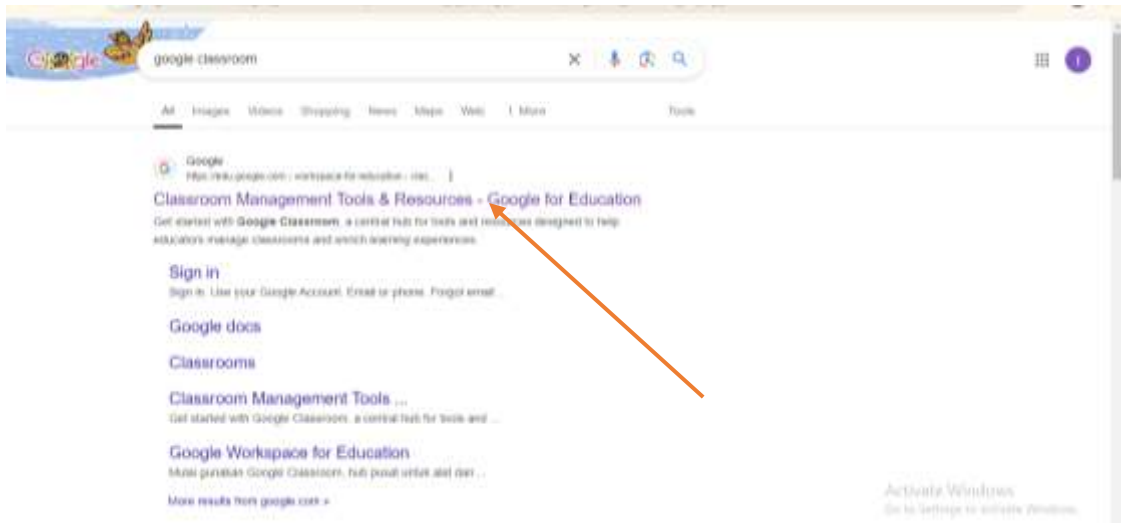 Google
google classroom
All Images Videos Shopping News Maps Web More Tools
Google
Classroom Management Tools & Resources - Google for Education
Get started with Google Classroom, a central hub for tools and resources designed to help
educators manage classrooms and enrich learning experiences.
Sign in
Sign in. Use your Google Account. Email or phone. Forgot email ...
Google docs
Classrooms
Classroom Management Tools ...
Get started with Google Classroom, a central hub for tools and ...
Google Workspace for Education
Mulai gunakan Google Classroom, hub pusat untuk alat dan ...
More results from google.com »
Activate Windows
Go to Settings to activate Windows.